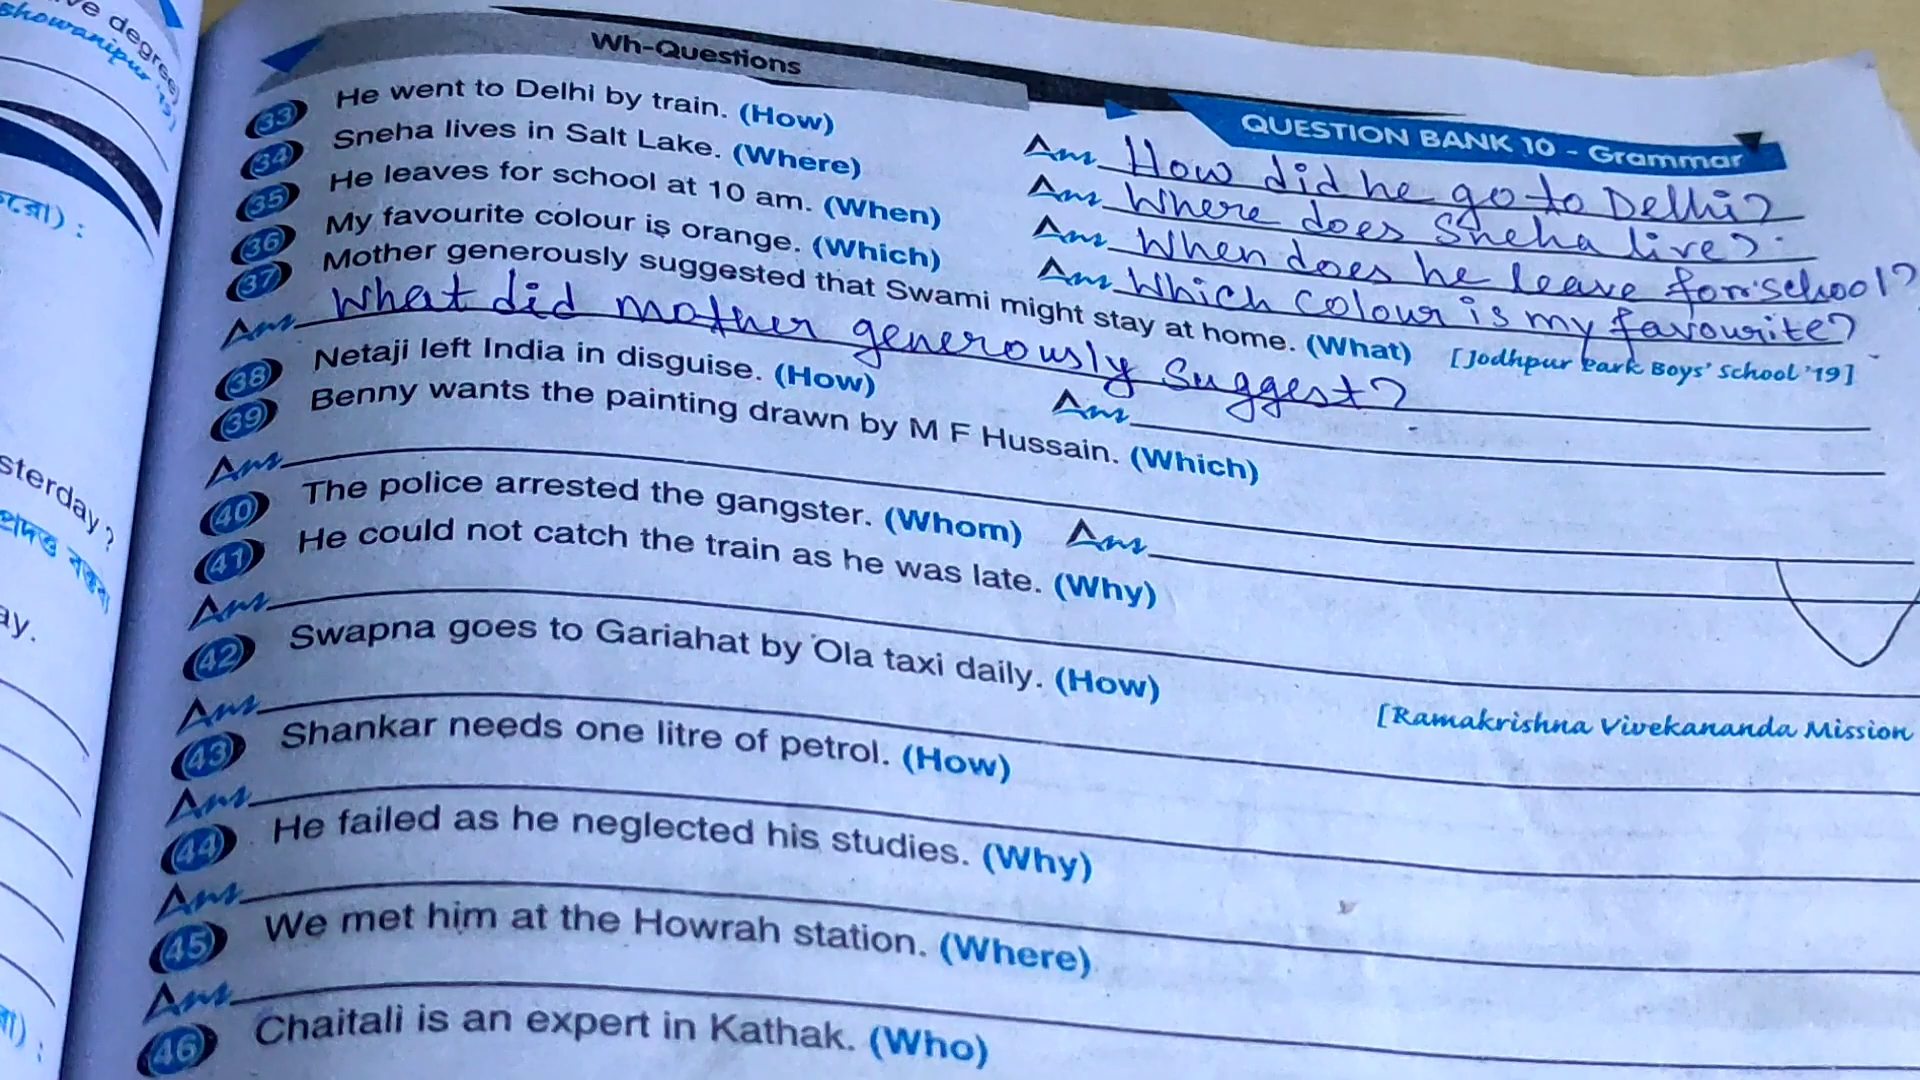 Wh-Questions
QUESTION BANK 10 - Grammar
33 He went to Delhi by train. (How)
Ans How did he go to Delhi?
34 Sneha lives in Salt Lake. (Where)
Ans Where does Sneha live?
35 He leaves for school at 10 am. (When)
Ans When does he leave for school?
36 My favourite colour is orange. (Which)
Ans Which colour is my favourite?
37 Mother generously suggested that Swami might stay at home. (What) [Jodhpur Park Boys' School '19]
Ans What did mother generously suggest?
38 Netaji left India in disguise. (How)
Ans
39 Benny wants the painting drawn by M F Hussain. (Which)
Ans
40 The police arrested the gangster. (Whom) Ans
41 He could not catch the train as he was late. (Why)
Ans
42 Swapna goes to Gariahat by Ola taxi daily. (How)
[Ramakrishna Vivekananda Mission
Ans
43 Shankar needs one litre of petrol. (How)
Ans
44 He failed as he neglected his studies. (Why)
Ans
45 We met him at the Howrah station. (Where)
Ans
46 Chaitali is an expert in Kathak. (Who)
ve degree)
showanipur '19]
করো) :
sterday ?
প্রদত্ত
ay.